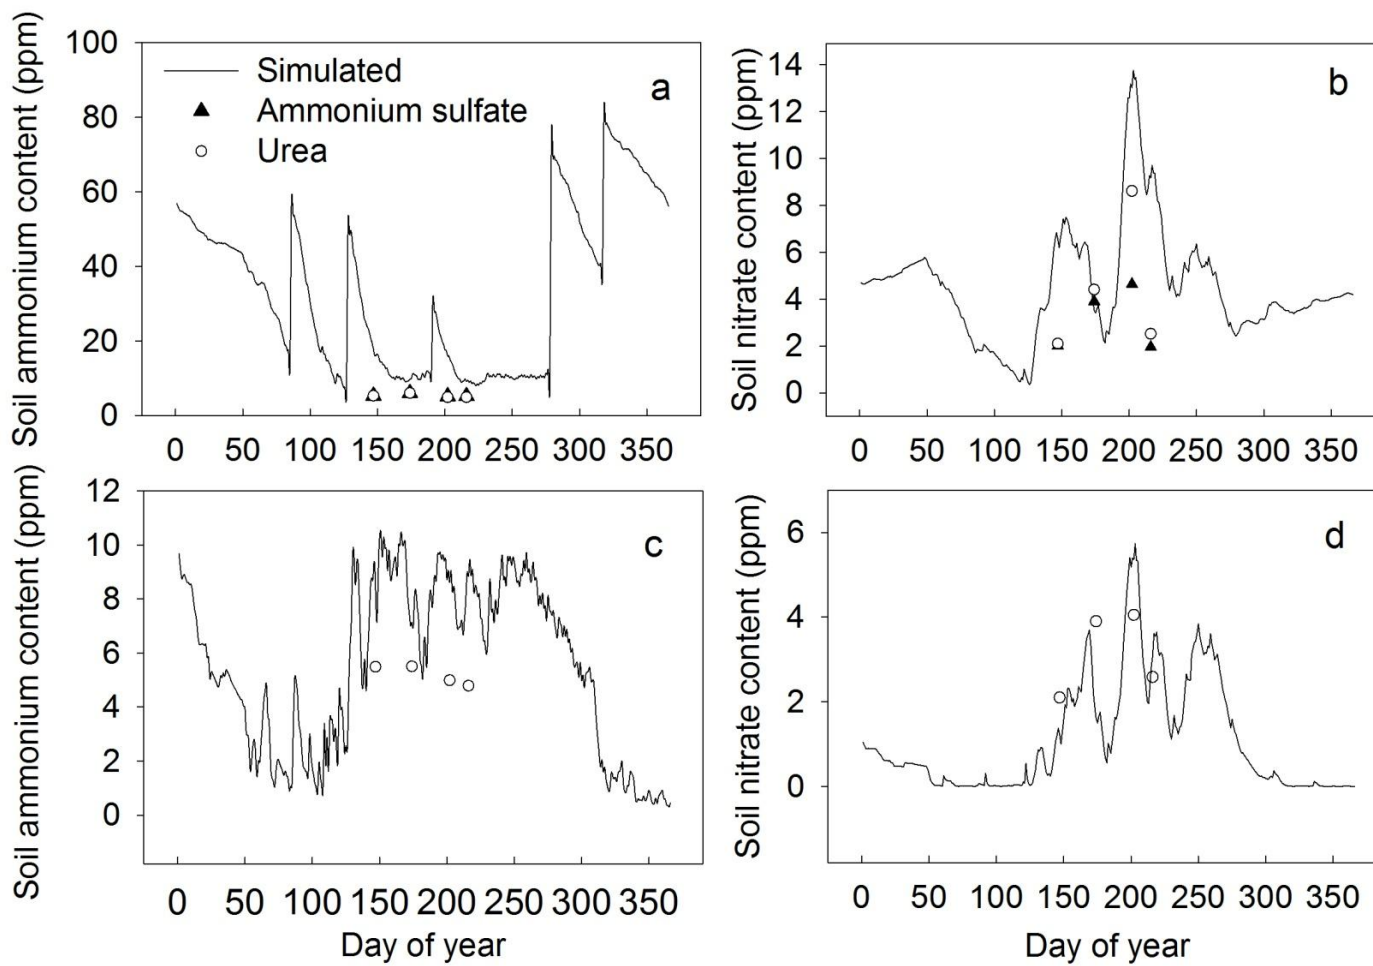 Soil ammonium content (ppm)
100
80
60
40
20
0
Simulated
Ammonium sulfate
Urea
a
0 50 100 150 200 250 300 350
Soil nitrate content (ppm)
14
12
10
8
6
4
2
0
b
0 50 100 150 200 250 300 350
Soil ammonium content (ppm)
12
10
8
6
4
2
0
c
0 50 100 150 200 250 300 350
Day of year
Soil nitrate content (ppm)
6
4
2
0
d
0 50 100 150 200 250 300 350
Day of year